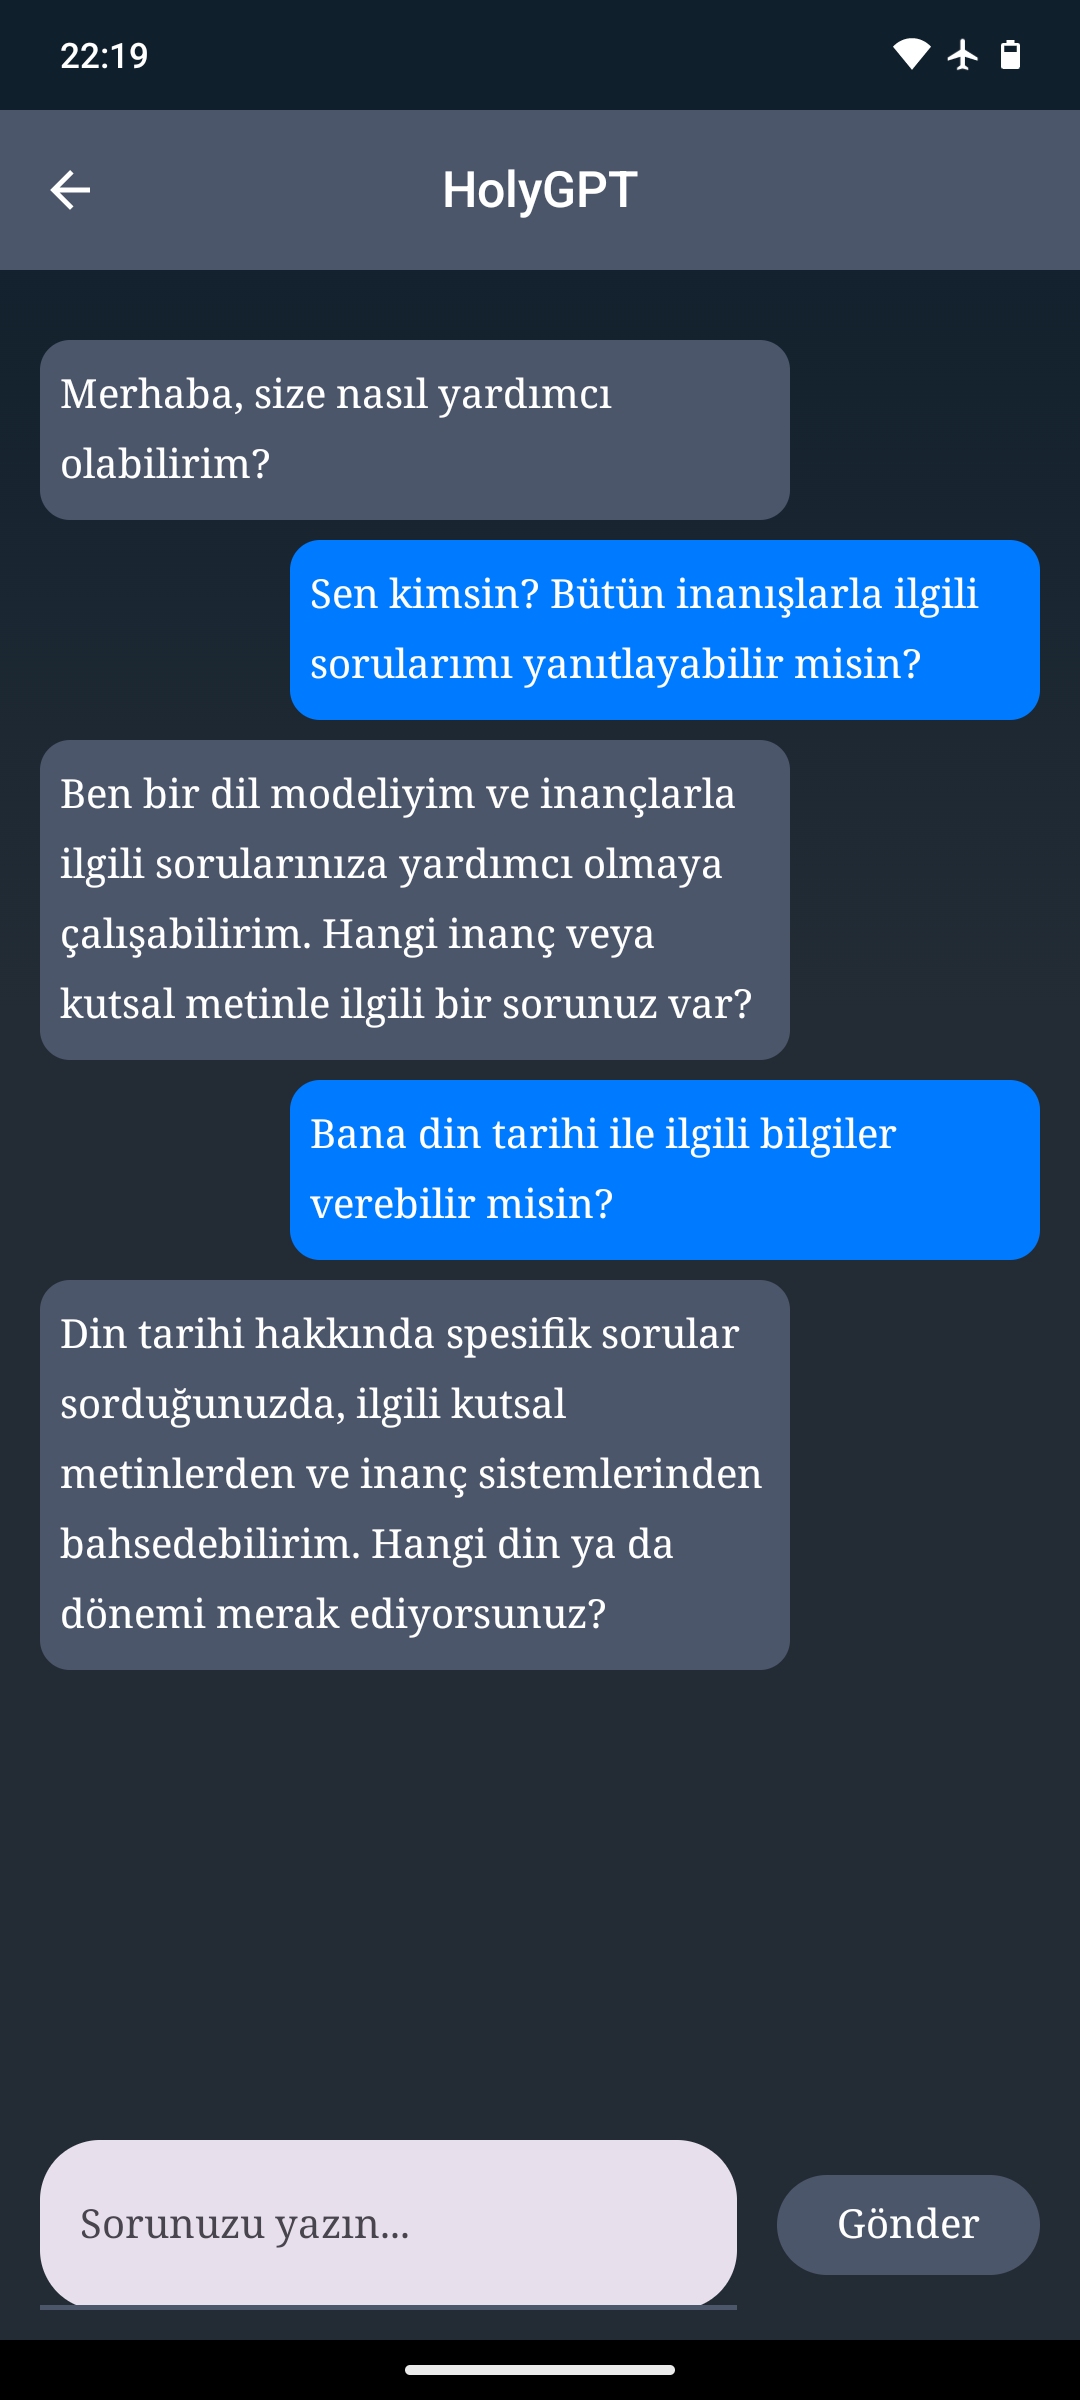 22:19
HolyGPT
Merhaba, size nasıl yardımcı
olabilirim?
Sen kimsin? Bütün inanışlarla ilgili
sorularımı yanıtlayabilir misin?
Ben bir dil modeliyim ve inançlarla
ilgili sorularınıza yardımcı olmaya
çalışabilirim. Hangi inanç veya
kutsal metinle ilgili bir sorunuz var?
Bana din tarihi ile ilgili bilgiler
verebilir misin?
Din tarihi hakkında spesifik sorular
sorduğunuzda, ilgili kutsal
metinlerden ve inanç sistemlerinden
bahsedebilirim. Hangi din ya da
dönemi merak ediyorsunuz?
Sorunuzu yazın...
Gönder